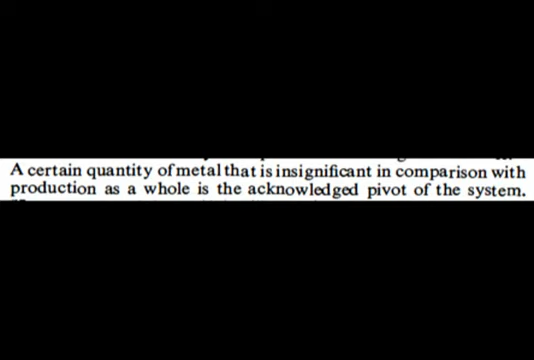 A certain quantity of metal that is insignificant in comparison with
production as a whole is the acknowledged pivot of the system.